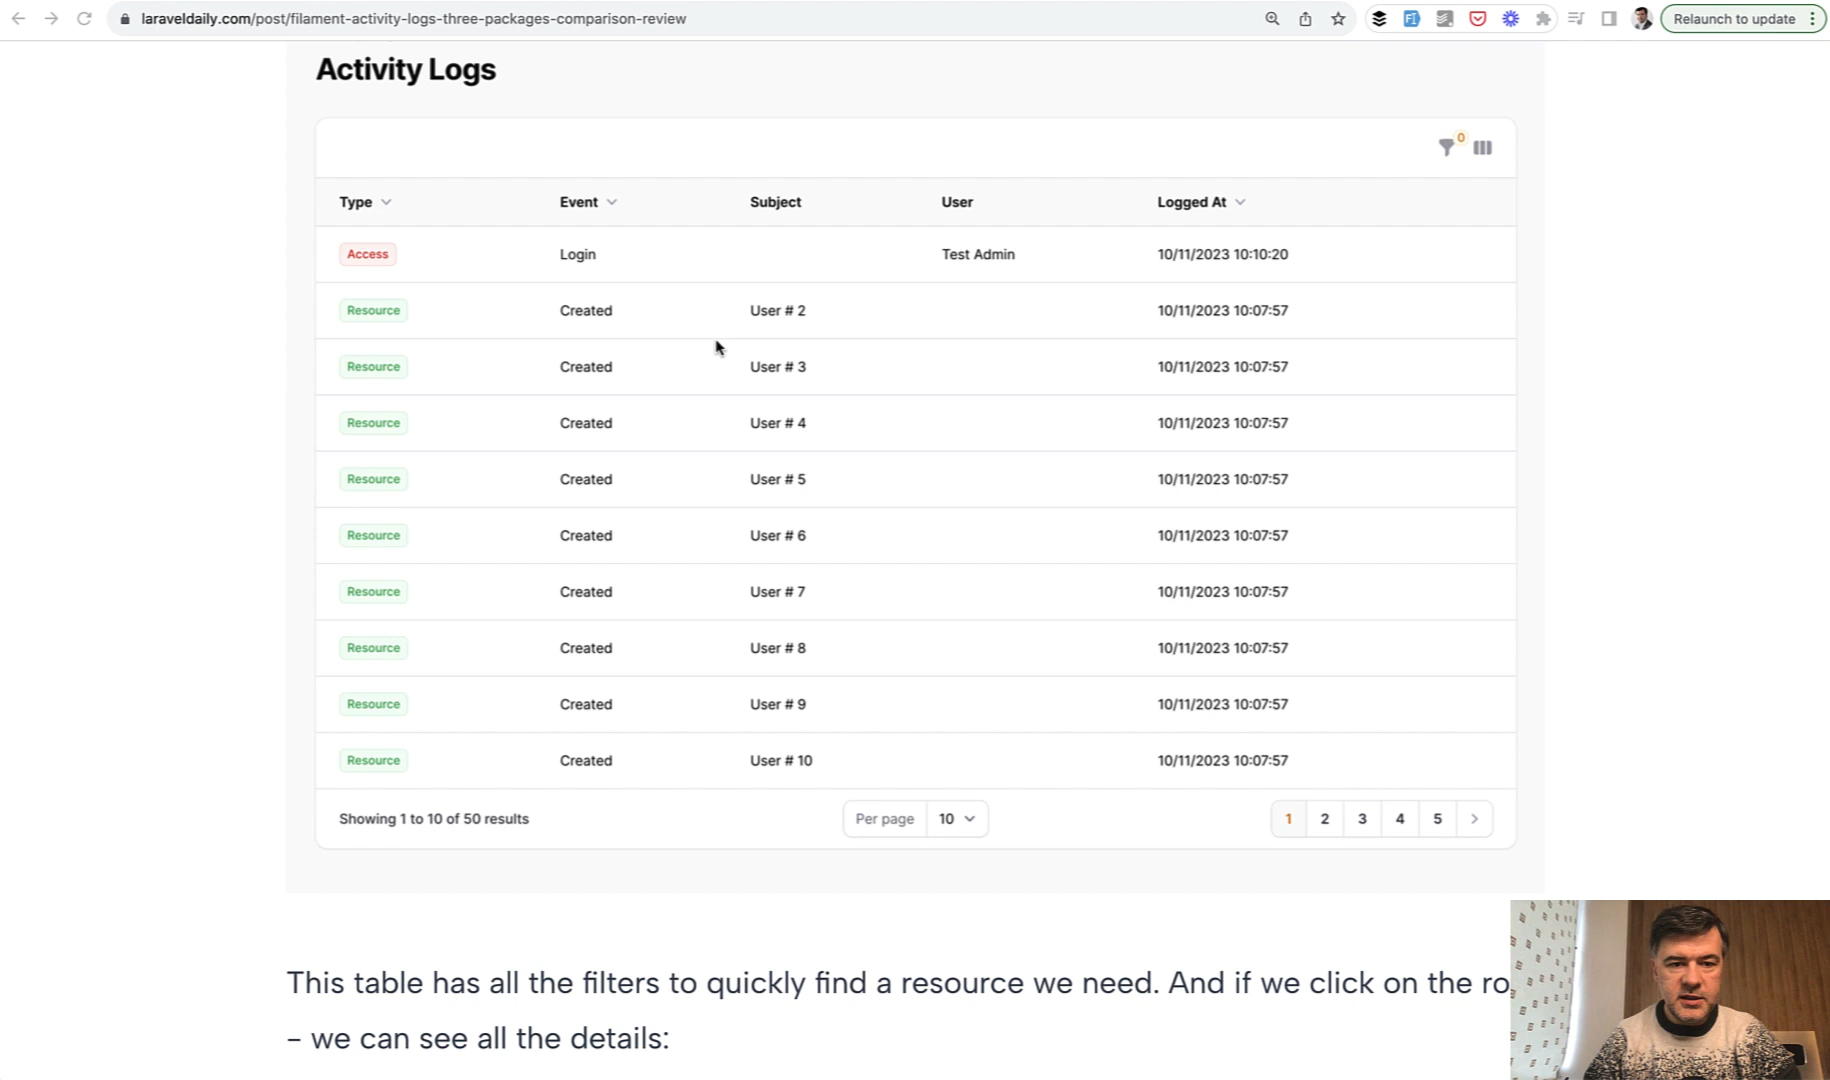 laraveldaily.com/post/filament-activity-logs-three-packages-comparison-review
Relaunch to update
Activity Logs
0
Type Event Subject User Logged At
Access Login Test Admin 10/11/2023 10:10:20
Resource Created User # 2 10/11/2023 10:07:57
Resource Created User # 3 10/11/2023 10:07:57
Resource Created User # 4 10/11/2023 10:07:57
Resource Created User # 5 10/11/2023 10:07:57
Resource Created User # 6 10/11/2023 10:07:57
Resource Created User # 7 10/11/2023 10:07:57
Resource Created User # 8 10/11/2023 10:07:57
Resource Created User # 9 10/11/2023 10:07:57
Resource Created User # 10 10/11/2023 10:07:57
Showing 1 to 10 of 50 results Per page 10 1 2 3 4 5
This table has all the filters to quickly find a resource we need. And if we click on the ro
– we can see all the details: